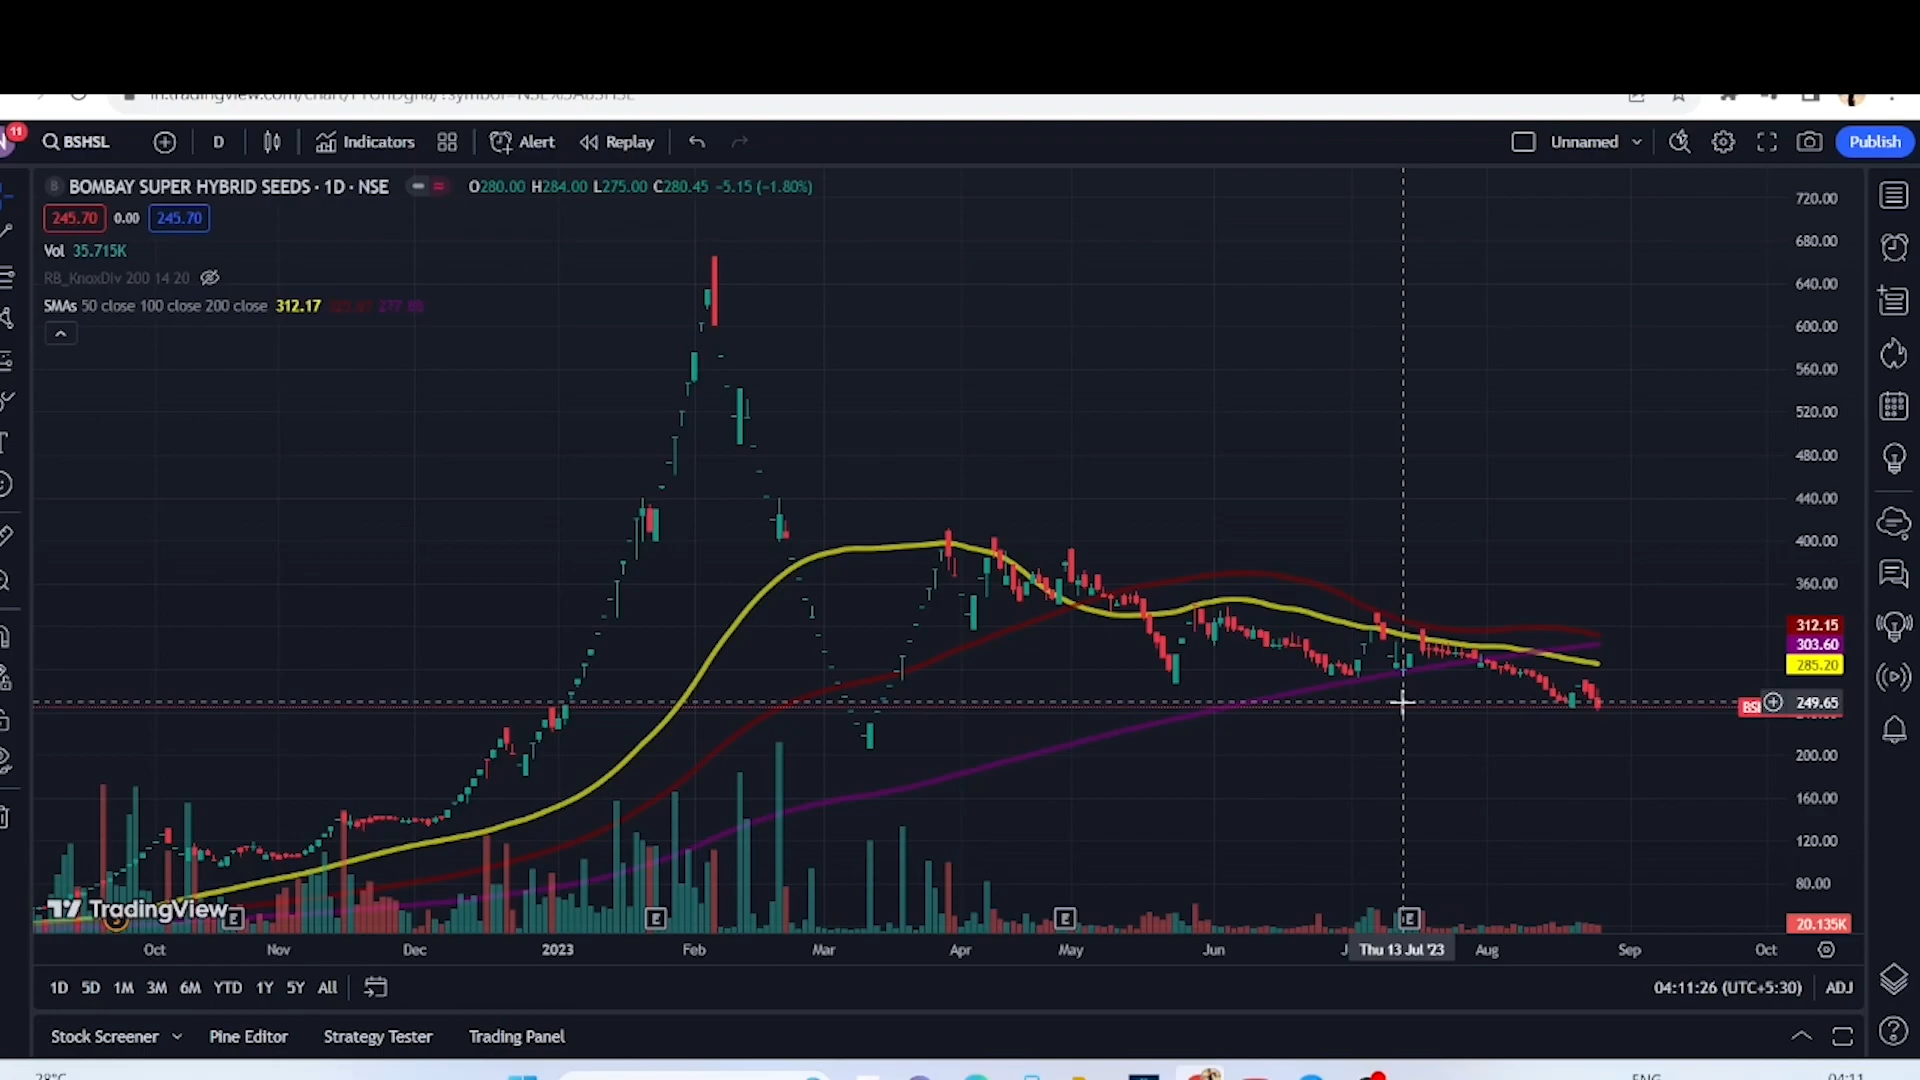 11
BSHSL
D
Indicators
Alert
Replay
Unnamed
Publish
B
BOMBAY SUPER HYBRID SEEDS · 1D · NSE
O280.00 H284.00 L275.00 C280.45 -5.15 (-1.80%)
245.70 0.00 245.70
Vol 35.715K
RB_KnoxDiv 200 14 20
SMAs 50 close 100 close 200 close 312.17
720.00
680.00
640.00
600.00
560.00
520.00
480.00
440.00
400.00
360.00
312.15
303.60
285.20
249.65
200.00
160.00
120.00
80.00
20.135K
TradingView
E
E
E
E
Oct Nov Dec 2023 Feb Mar Apr May Jun Thu 13 Jul '23 Aug Sep Oct
1D 5D 1M 3M 6M YTD 1Y 5Y All
04:11:26 (UTC+5:30) ADJ
Stock Screener Pine Editor Strategy Tester Trading Panel